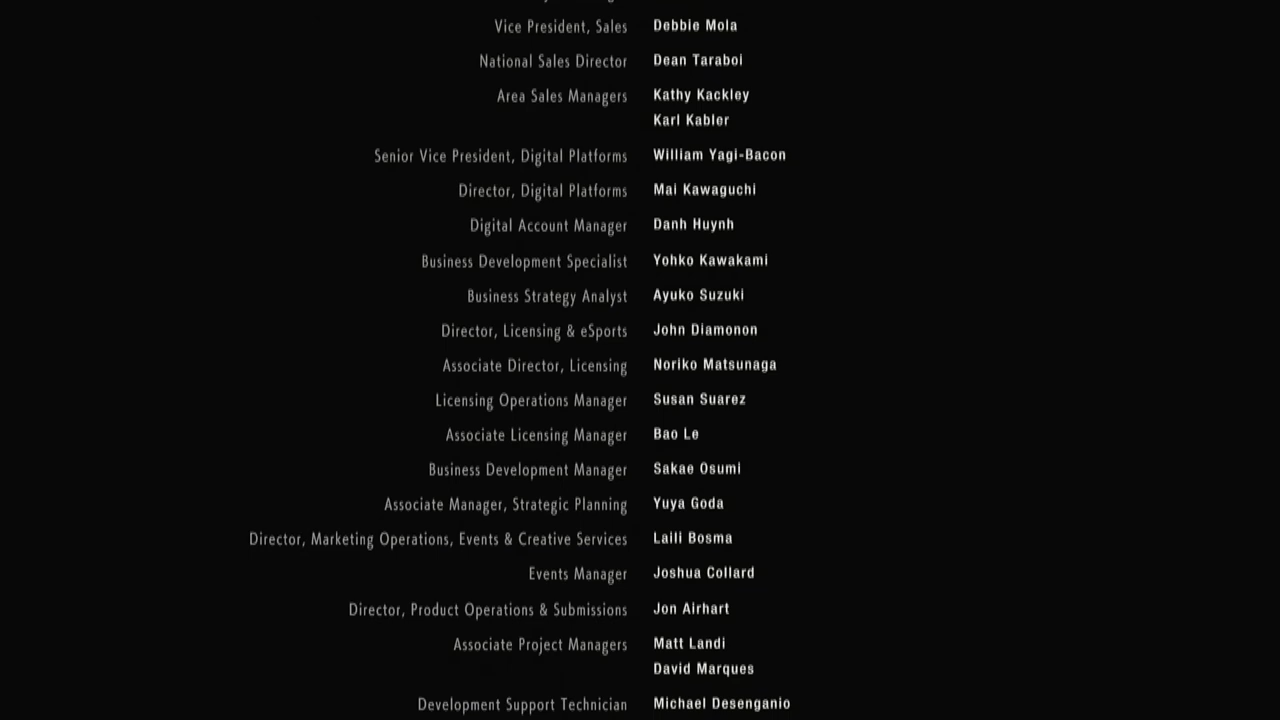 Vice President, Sales Debbie Mola
National Sales Director Dean Taraboi
Area Sales Managers Kathy Kackley
Karl Kabler
Senior Vice President, Digital Platforms William Yagi-Bacon
Director, Digital Platforms Mai Kawaguchi
Digital Account Manager Danh Huynh
Business Development Specialist Yohko Kawakami
Business Strategy Analyst Ayuko Suzuki
Director, Licensing & eSports John Diamonon
Associate Director, Licensing Noriko Matsunaga
Licensing Operations Manager Susan Suarez
Associate Licensing Manager Bao Le
Business Development Manager Sakae Osumi
Associate Manager, Strategic Planning Yuya Goda
Director, Marketing Operations, Events & Creative Services Laili Bosma
Events Manager Joshua Collard
Director, Product Operations & Submissions Jon Airhart
Associate Project Managers Matt Landi
David Marques
Development Support Technician Michael Desenganio